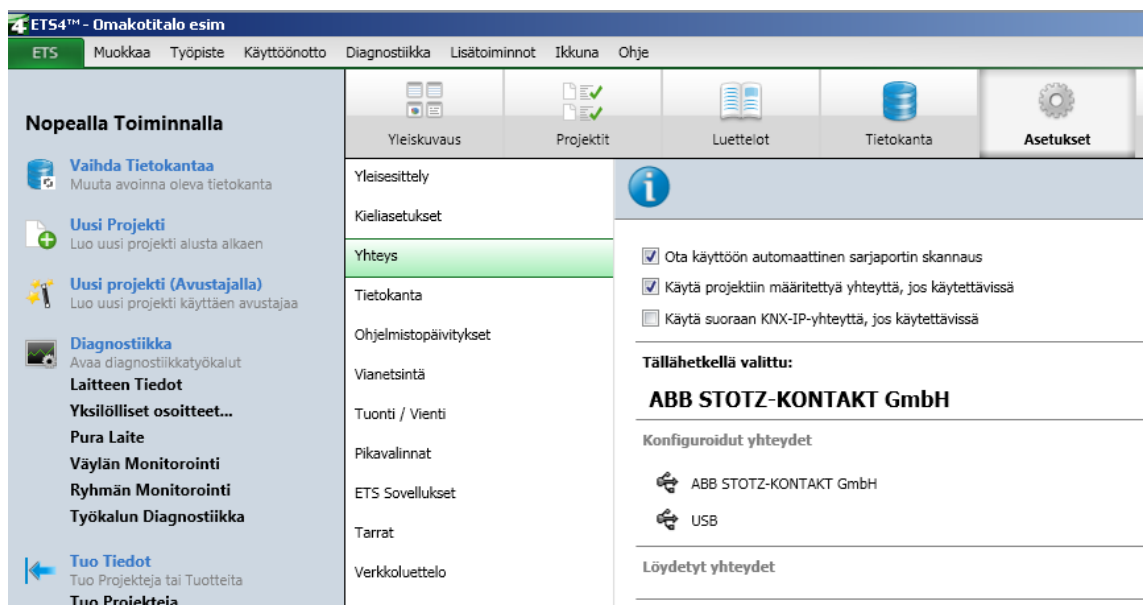 ETS4™ - Omakotitalo esim
ETS Muokkaa Työpiste Käyttöönotto Diagnostiikka Lisätoiminnot Ikkuna Ohje
Nopealla Toiminnalla
Vaihda Tietokantaa
Muuta avoinna oleva tietokanta
Uusi Projekti
Luo uusi projekti alusta alkaen
Uusi projekti (Avustajalla)
Luo uusi projekti käyttäen avustajaa
Diagnostiikka
Avaa diagnostiikkatyökalut
Laitteen Tiedot
Yksilölliset osoitteet...
Pura Laite
Väylän Monitorointi
Ryhmän Monitorointi
Työkalun Diagnostiikka
Tuo Tiedot
Tuo Projekteja tai Tuotteita
Tuo Projekteja
Yleiskuvaus Projektit Luettelot Tietokanta Asetukset
Yleisesittely
Kieliasetukset
Yhteys
Tietokanta
Ohjelmistopäivitykset
Vianetsintä
Tuonti / Vienti
Pikavalinnat
ETS Sovellukset
Tarrat
Verkkoluettelo
Ota käyttöön automaattinen sarjaportin skannaus
Käytä projektiin määritettyä yhteyttä, jos käytettävissä
Käytä suoraan KNX-IP-yhteyttä, jos käytettävissä
Tällähetkellä valittu:
ABB STOTZ-KONTAKT GmbH
Konfiguroidut yhteydet
ABB STOTZ-KONTAKT GmbH
USB
Löydetyt yhteydet